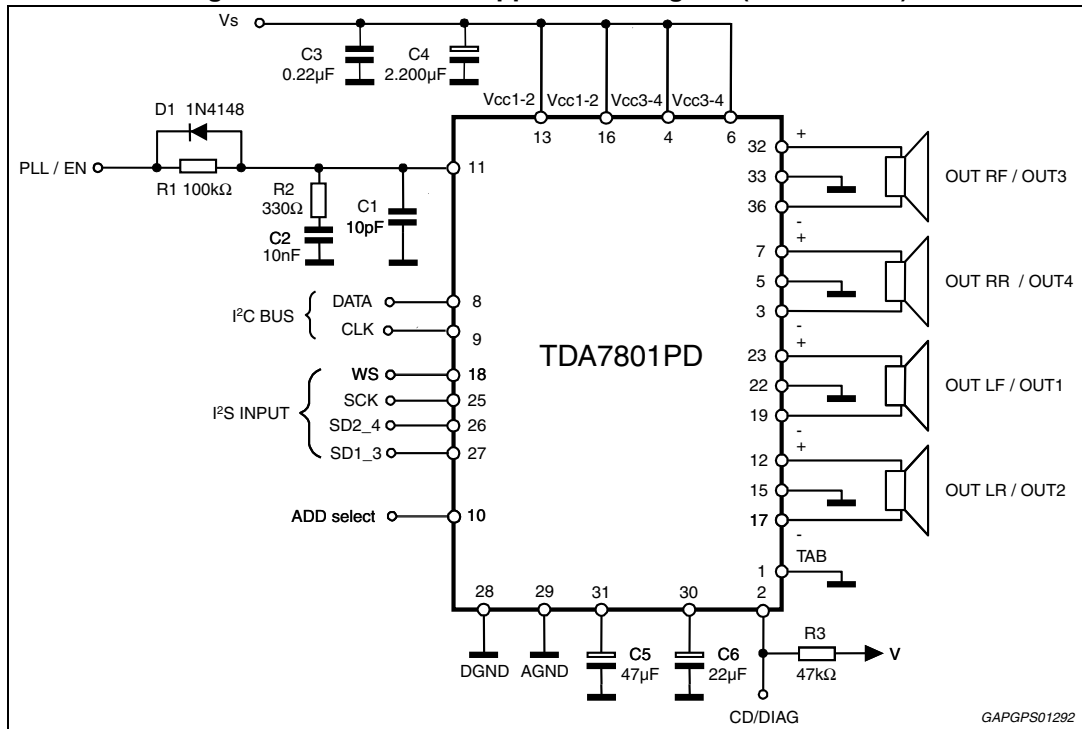 Vs
C3
0.22µF
C4
2.200µF
Vcc1-2
Vcc1-2
Vcc3-4
Vcc3-4
13
16
4
6
D1 1N4148
PLL / EN
R1 100kΩ
R2
330Ω
C2
10nF
C1
10pF
11
I²C BUS
DATA
8
CLK
9
I²S INPUT
WS
18
SCK
25
SD2_4
26
SD1_3
27
ADD select
10
TDA7801PD
32
+
33
36
-
OUT RF / OUT3
7
+
5
3
-
OUT RR / OUT4
23
+
22
19
-
OUT LF / OUT1
12
+
15
17
-
OUT LR / OUT2
TAB
1
28
29
31
30
2
DGND
AGND
C5
47µF
C6
22µF
R3
47kΩ
V
CD/DIAG
GAPGPS01292